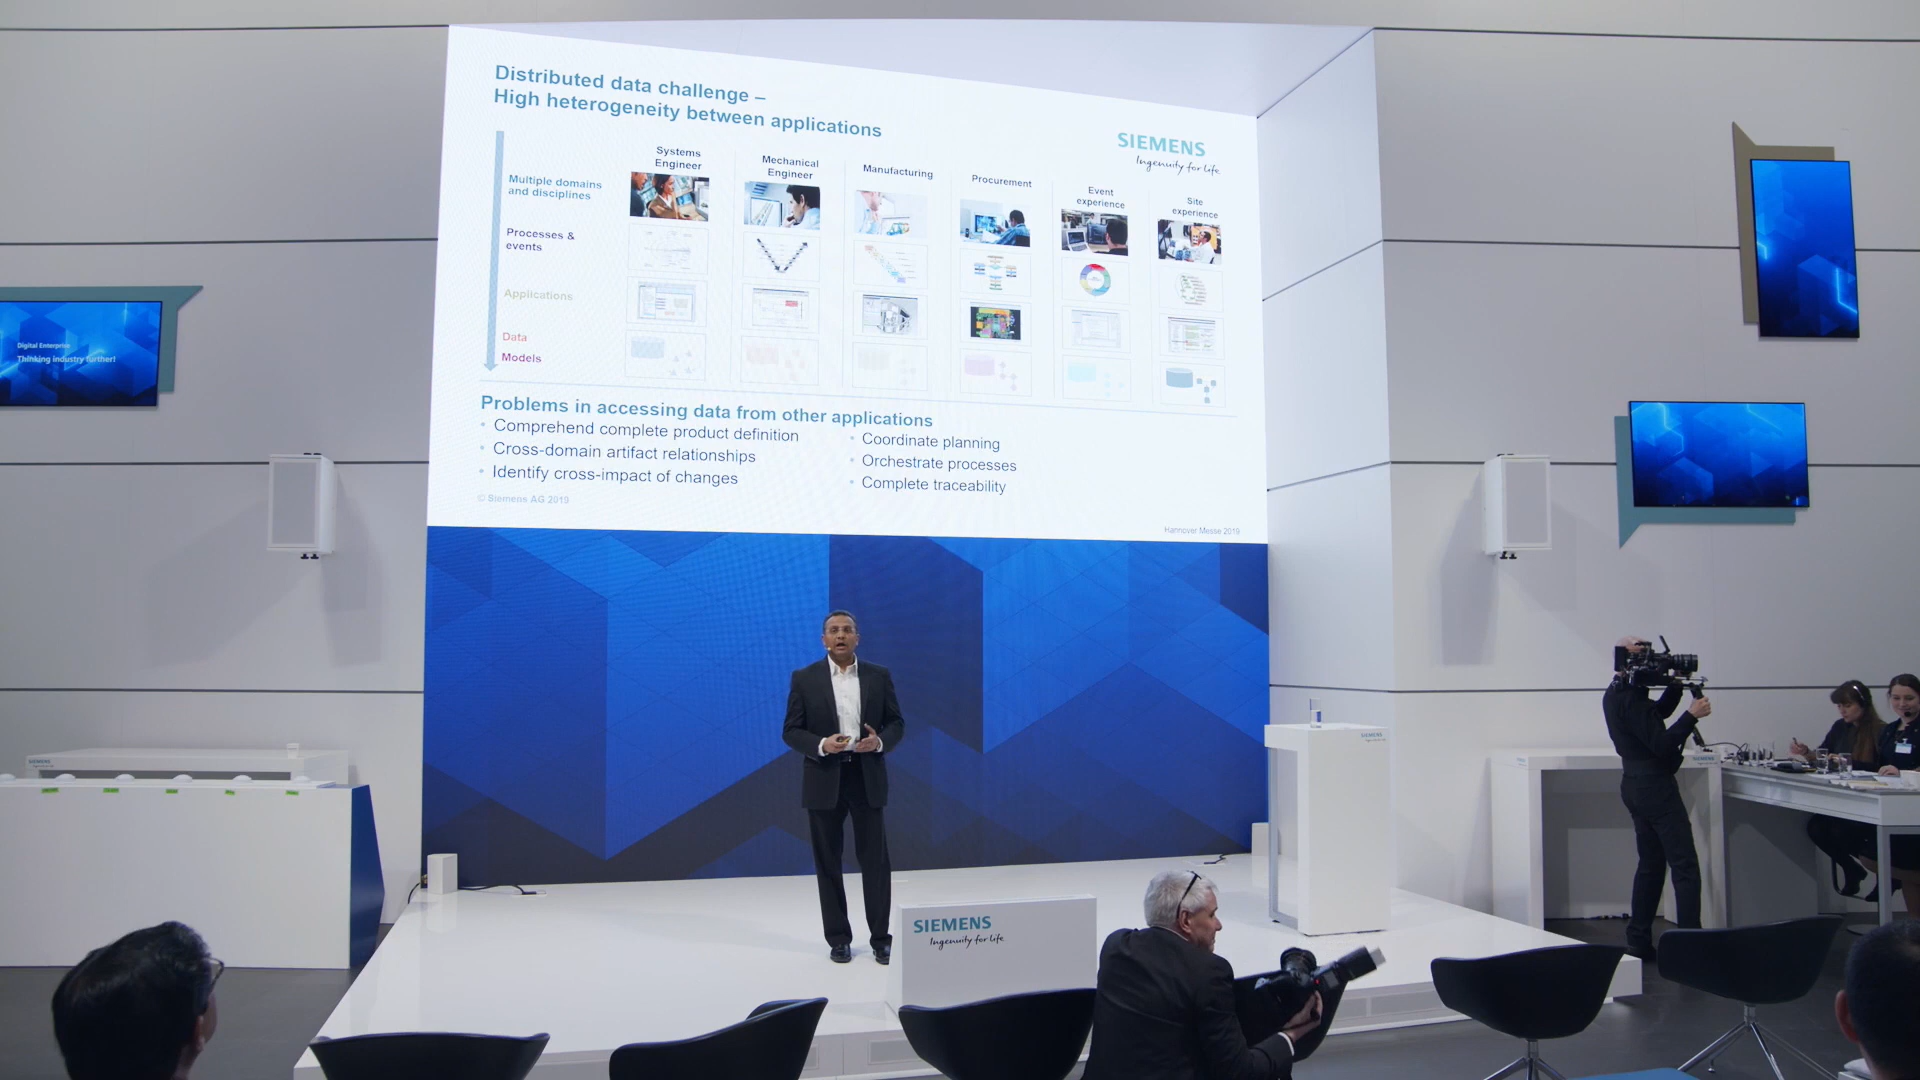 Distributed data challenge –
High heterogeneity between applications
SIEMENS
Ingenuity for life
Systems
Engineer
Mechanical
Engineer
Manufacturing
Procurement
Event
experience
Site
experience
Multiple domains
and disciplines
Processes &
events
Applications
Data
Models
Problems in accessing data from other applications
• Comprehend complete product definition
• Cross-domain artifact relationships
• Identify cross-impact of changes
• Coordinate planning
• Orchestrate processes
• Complete traceability
© Siemens AG 2019
Hannover Messe 2019
Digital Enterprise
Thinking industry further!
SIEMENS
SIEMENS
SIEMENS
SIEMENS
Ingenuity for life